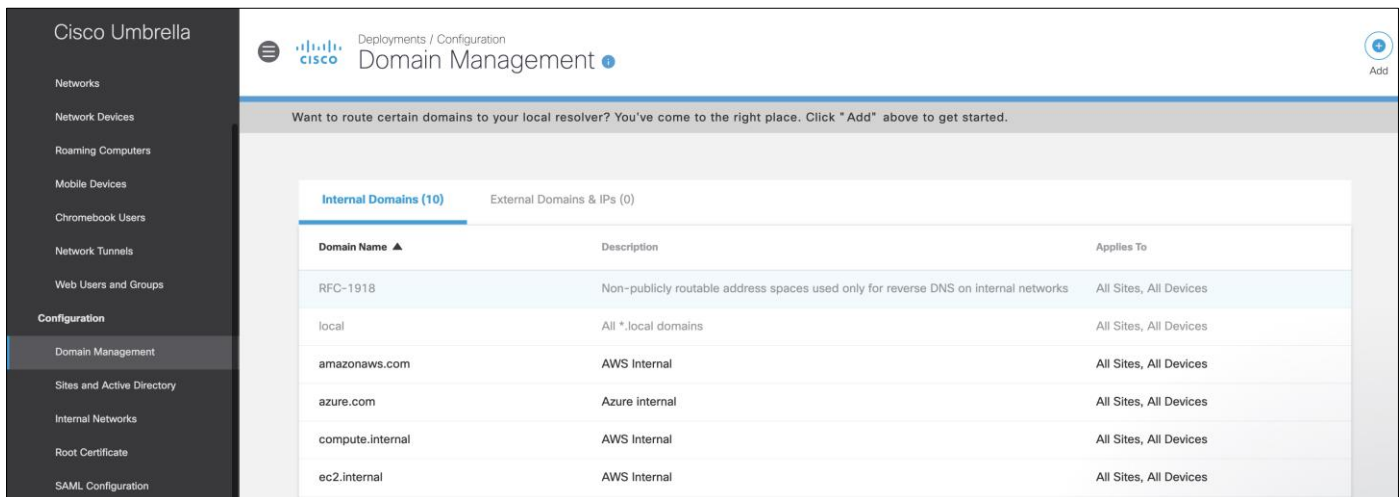 Cisco Umbrella
Networks
Network Devices
Roaming Computers
Mobile Devices
Chromebook Users
Network Tunnels
Web Users and Groups
Configuration
Domain Management
Sites and Active Directory
Internal Networks
Root Certificate
SAML Configuration
CISCO
Deployments / Configuration
Domain Management
Add
Want to route certain domains to your local resolver? You've come to the right place. Click "Add" above to get started.
Internal Domains (10) External Domains & IPs (0)
Domain Name ▲ Description Applies To
RFC-1918 Non-publicly routable address spaces used only for reverse DNS on internal networks All Sites, All Devices
local All *.local domains All Sites, All Devices
amazonaws.com AWS Internal All Sites, All Devices
azure.com Azure internal All Sites, All Devices
compute.internal AWS Internal All Sites, All Devices
ec2.internal AWS Internal All Sites, All Devices